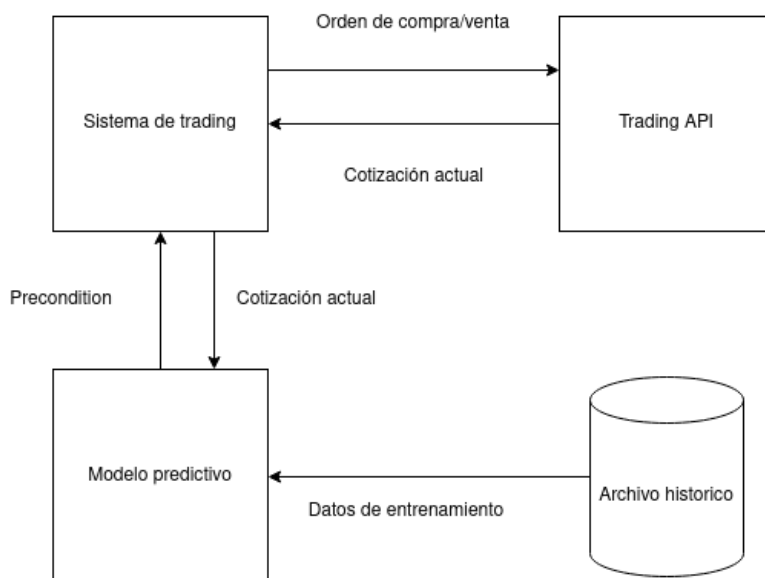 Orden de compra/venta
Sistema de trading
Trading API
Cotización actual
Precondition
Cotización actual
Modelo predictivo
Archivo historico
Datos de entrenamiento